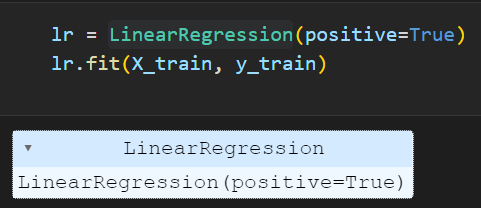 lr = LinearRegression(positive=True)
lr.fit(X_train, y_train)
LinearRegression
LinearRegression(positive=True)